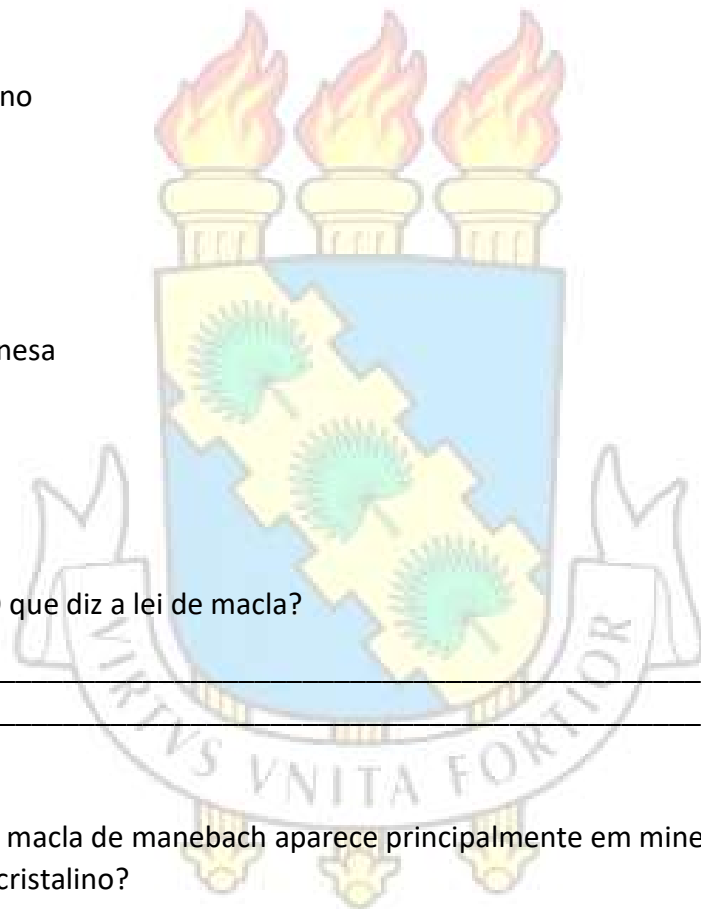 no
nesa
que diz a lei de macla?
macla de manebach aparece principalmente em mine
cristalino?
VIRTVS VNITA FORTIOR